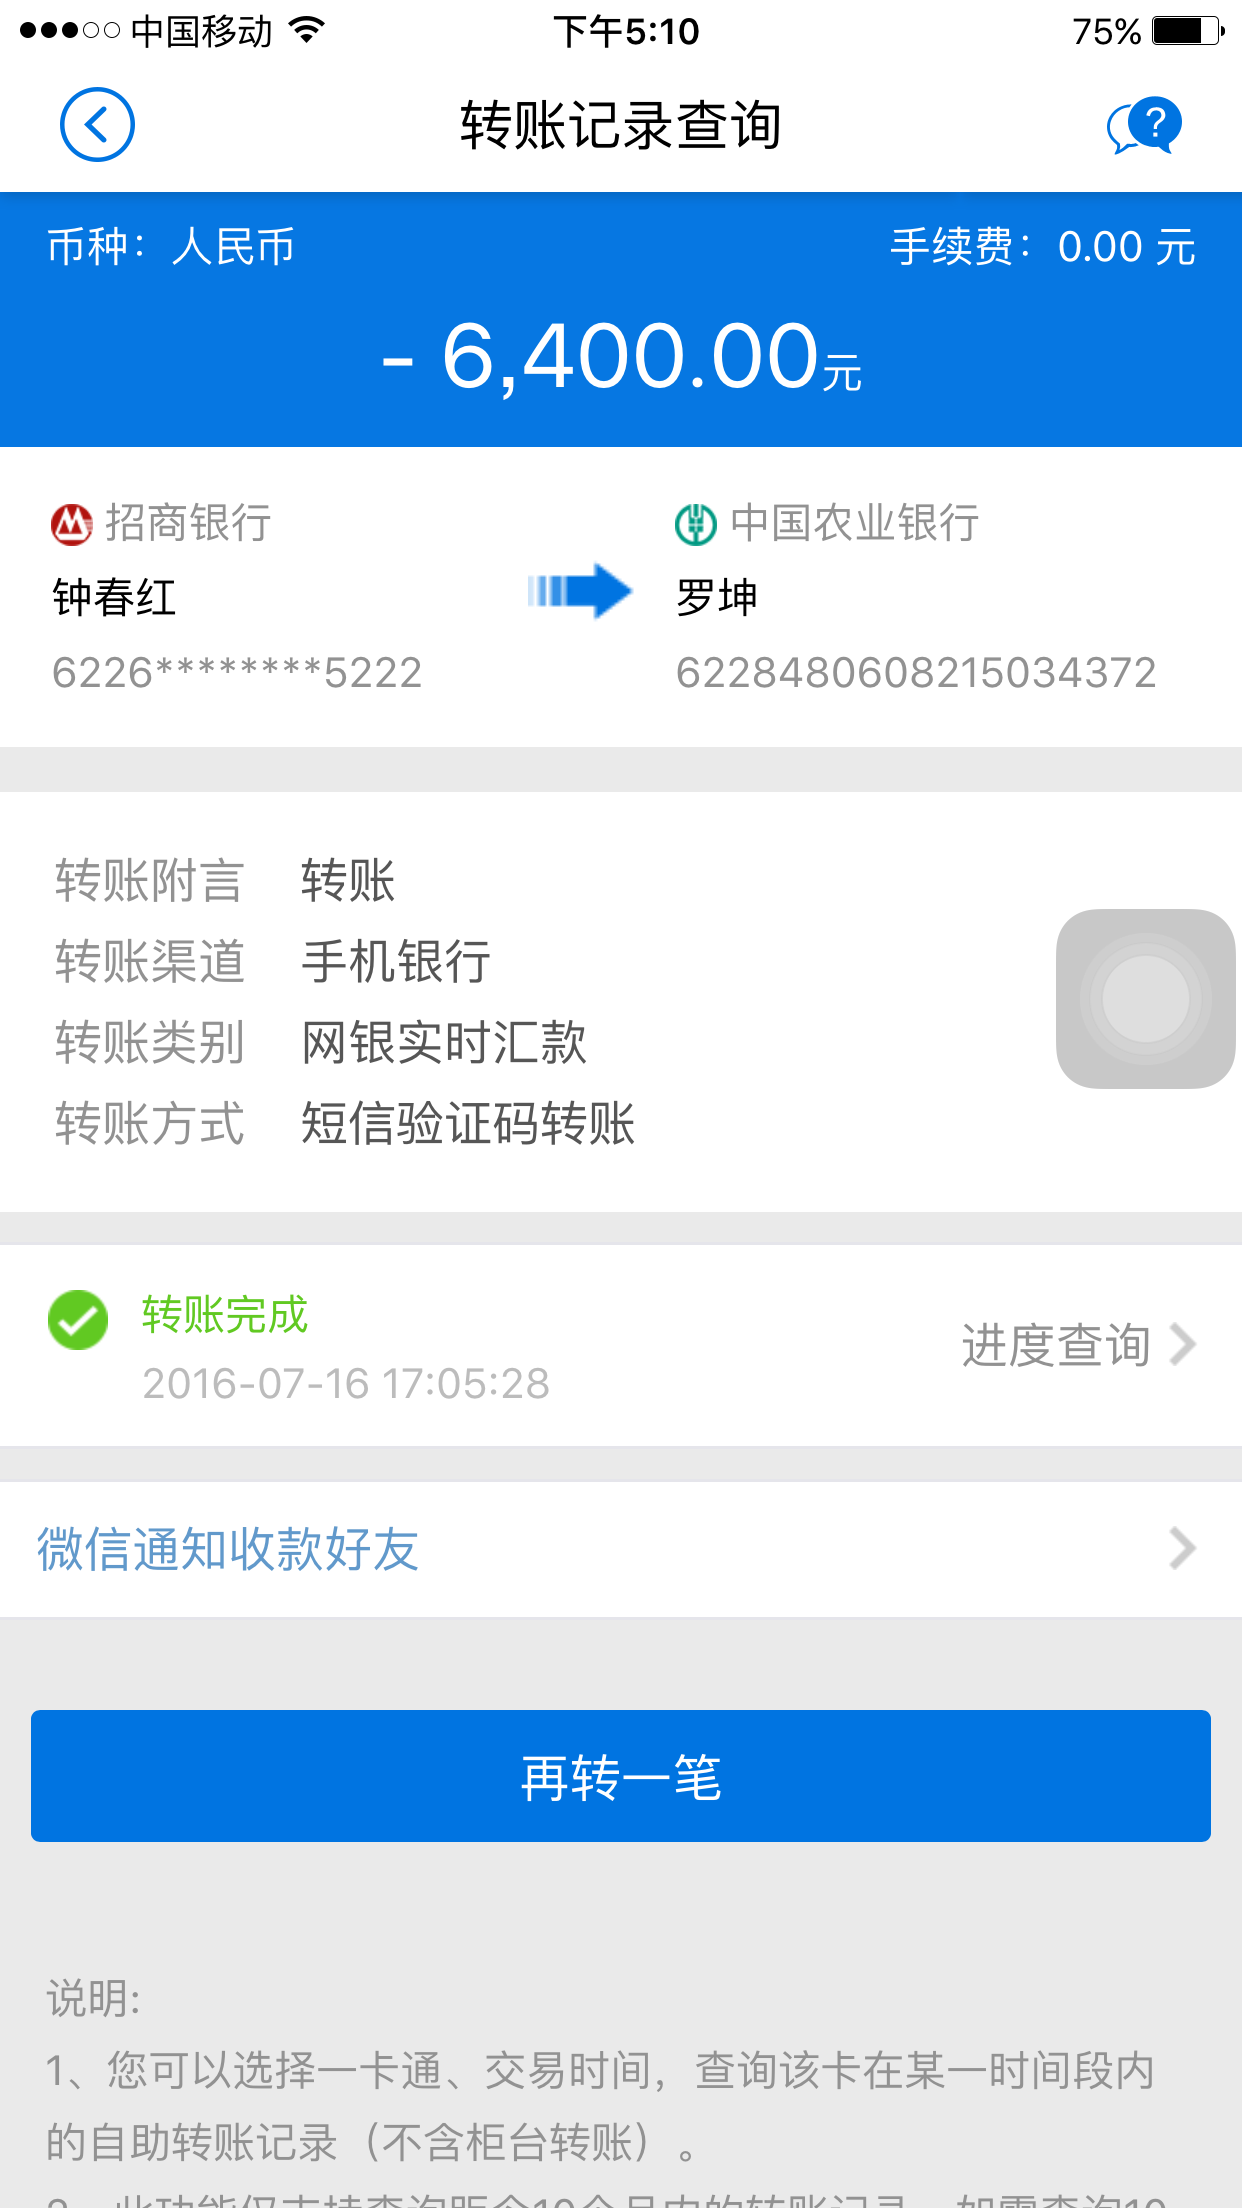 中国移动 下午5:10 75%
转账记录查询
币种：人民币 手续费：0.00 元
- 6,400.00元
招商银行 中国农业银行
钟春红 罗坤
6226********5222 6228480608215034372
转账附言 转账
转账渠道 手机银行
转账类别 网银实时汇款
转账方式 短信验证码转账
转账完成
2016-07-16 17:05:28
进度查询
微信通知收款好友
再转一笔
说明:
1、您可以选择一卡通、交易时间，查询该卡在某一时间段内
的自助转账记录（不含柜台转账）。